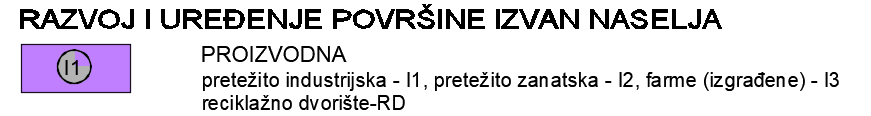 RAZVOJ I UREĐENJE POVRŠINE IZVAN NASELJA
I1
PROIZVODNA
pretežito industrijska - I1, pretežito zanatska - I2, farme (izgrađene) - I3
reciklažno dvorište-RD